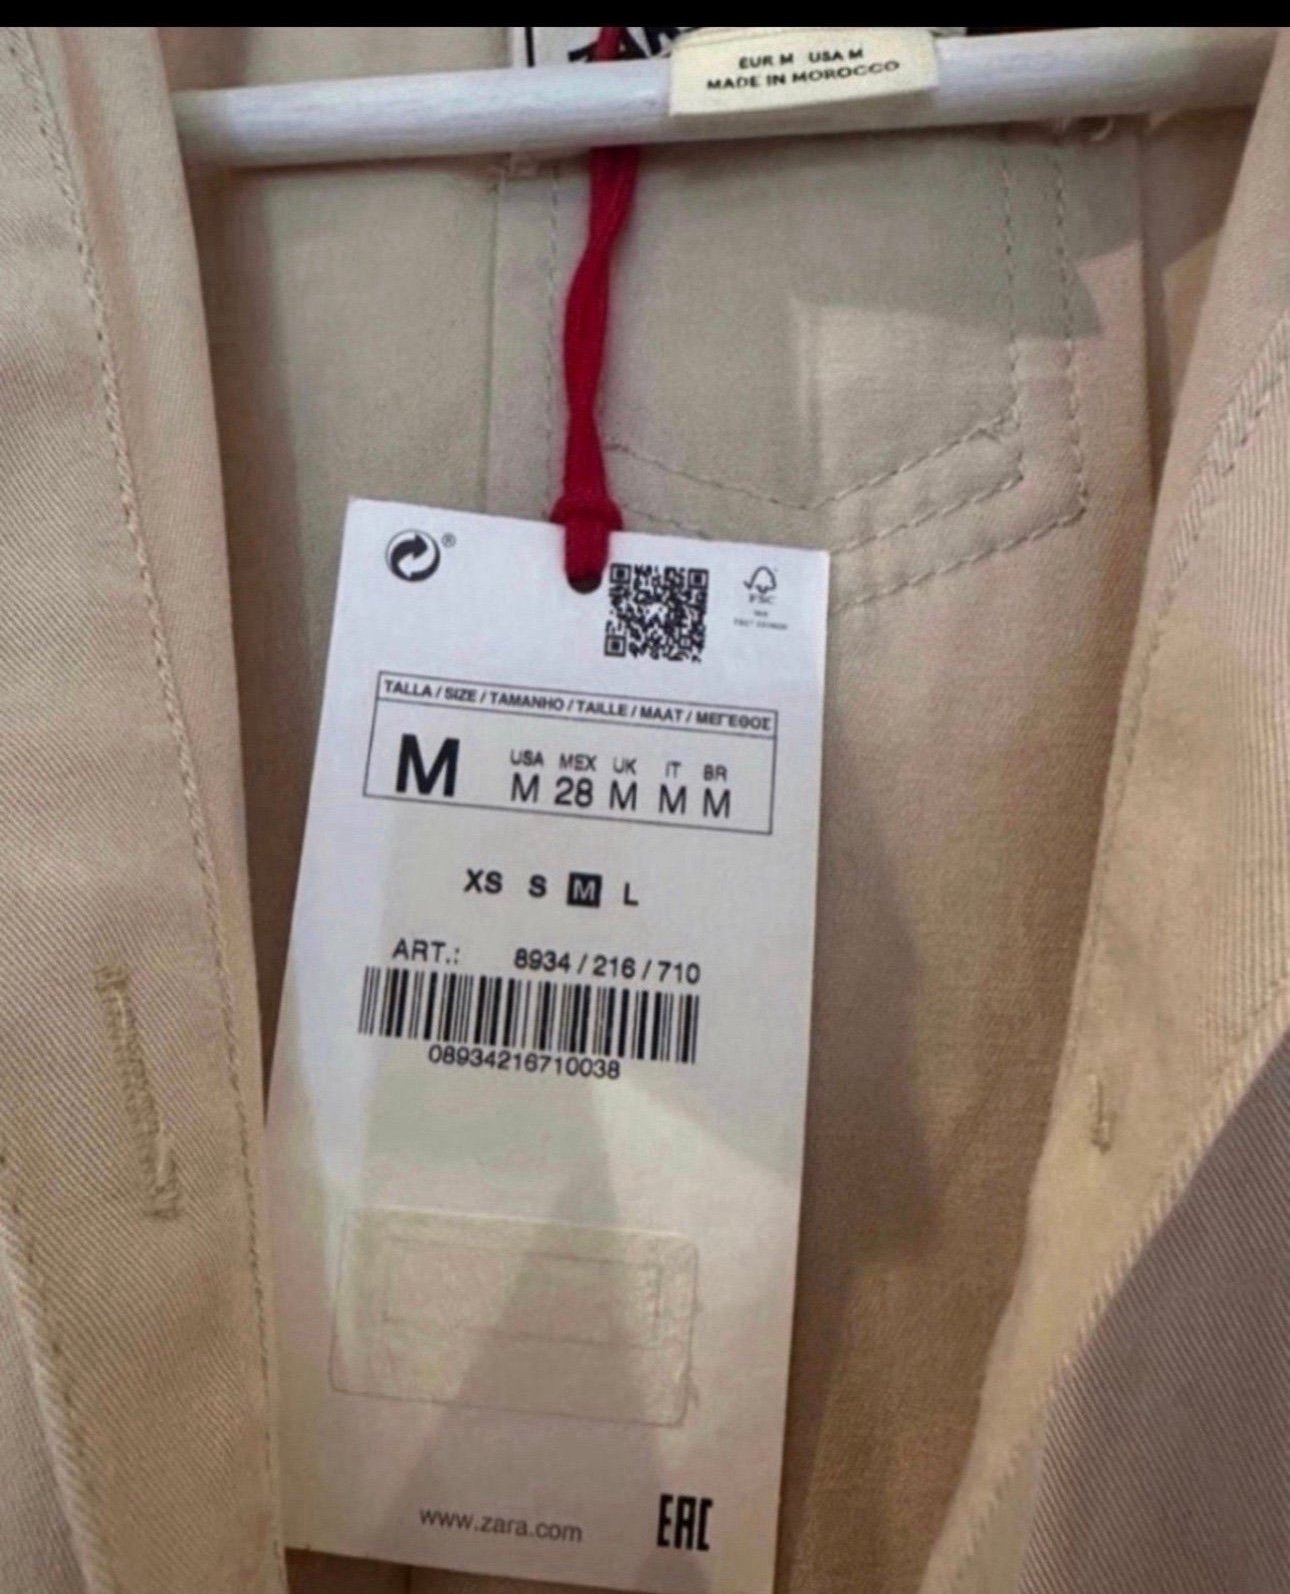 EUR M USA M
MADE IN MOROCCO
®
FSC
TALLA / SIZE / TAMANHO / TAILLE / MAAT / ΜΕΓΕΘΟΣ
M
USA MEX UK IT BR
M 28 M M M
XS S M L
ART.: 8934 / 216 / 710
08934216710038
www.zara.com
EAC